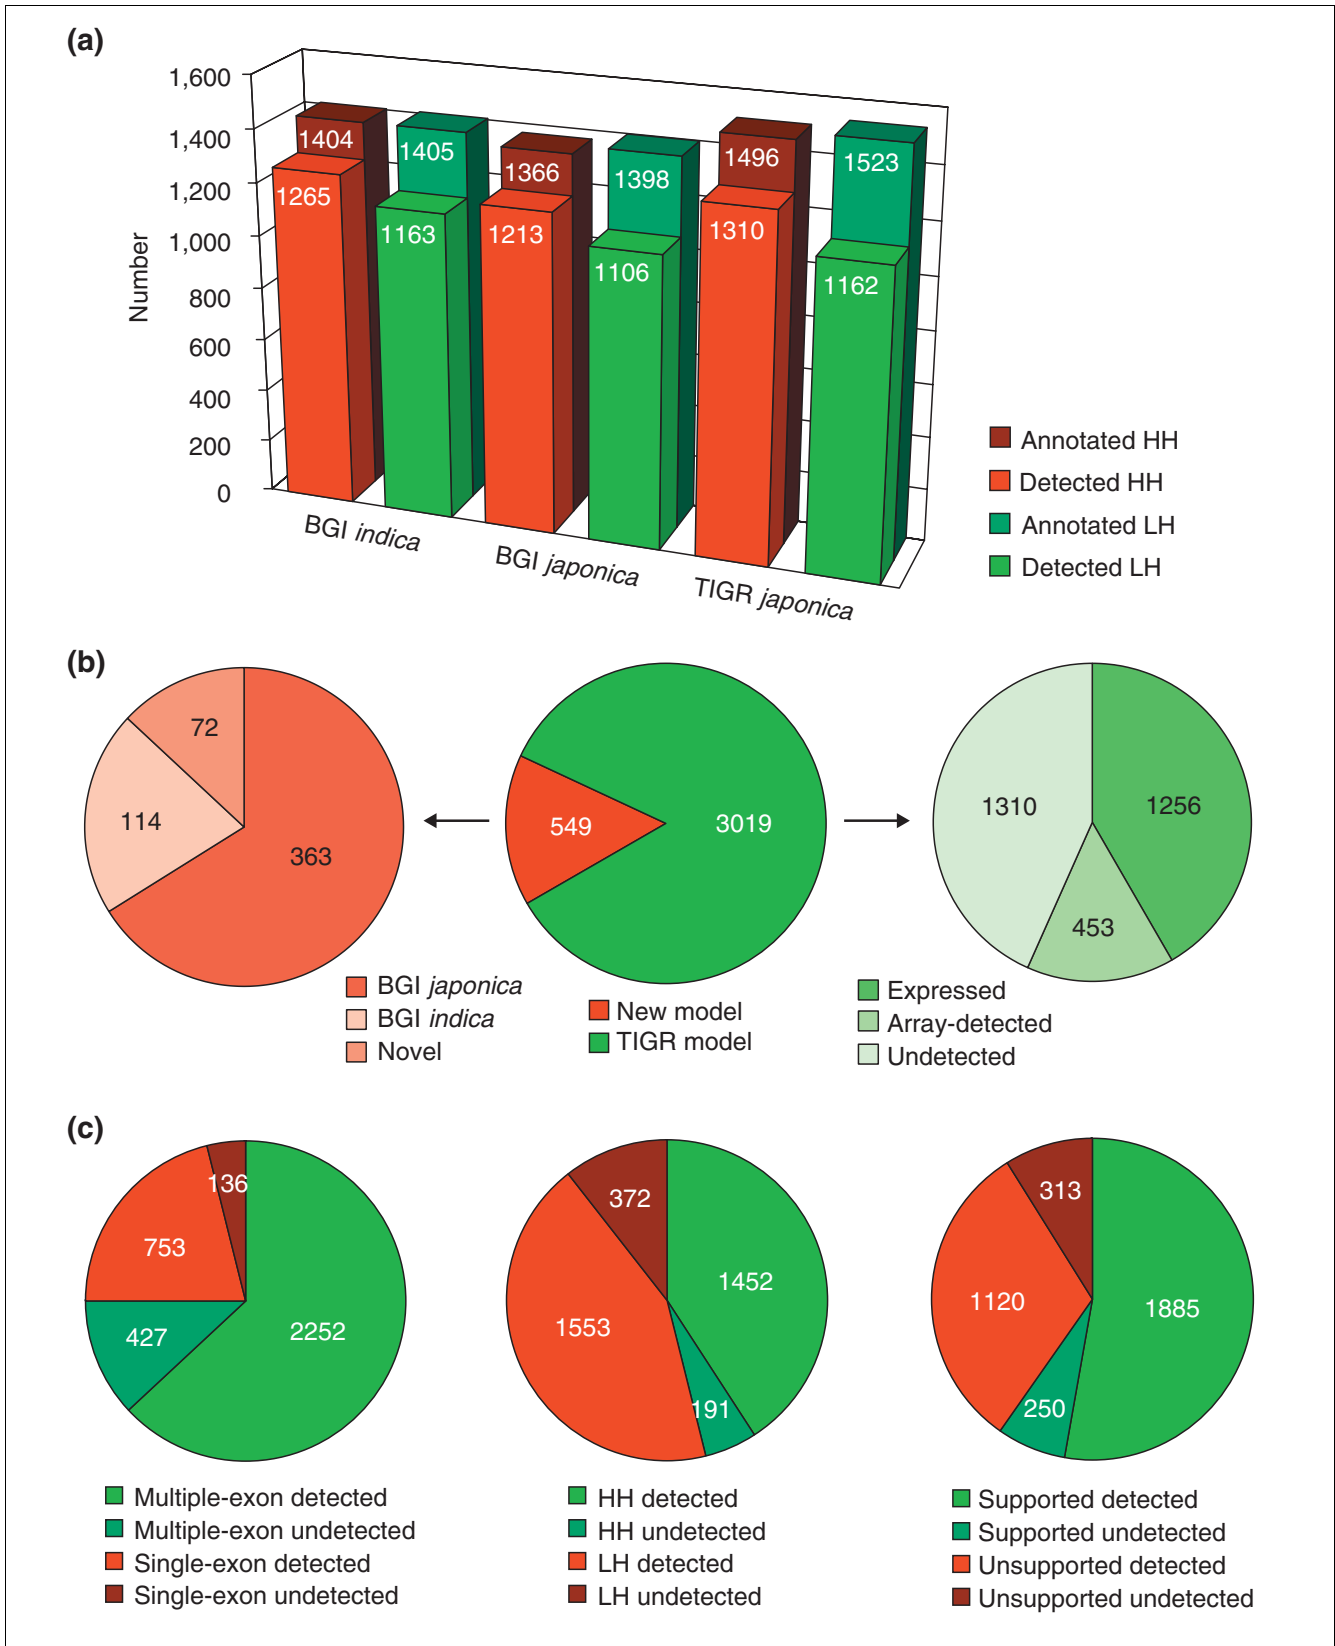 (a)
1,600
1,400
1,200
1,000
800
600
400
200
0
Number
1404
1265
1405
1163
1366
1213
1398
1106
1496
1310
1523
1162
BGI indica
BGI japonica
TIGR japonica
Annotated HH
Detected HH
Annotated LH
Detected LH
(b)
72
114
363
BGI japonica
BGI indica
Novel
549
3019
New model
TIGR model
1310
1256
453
Expressed
Array-detected
Undetected
(c)
136
753
427
2252
Multiple-exon detected
Multiple-exon undetected
Single-exon detected
Single-exon undetected
372
1452
1553
191
HH detected
HH undetected
LH detected
LH undetected
313
1120
1885
250
Supported detected
Supported undetected
Unsupported detected
Unsupported undetected